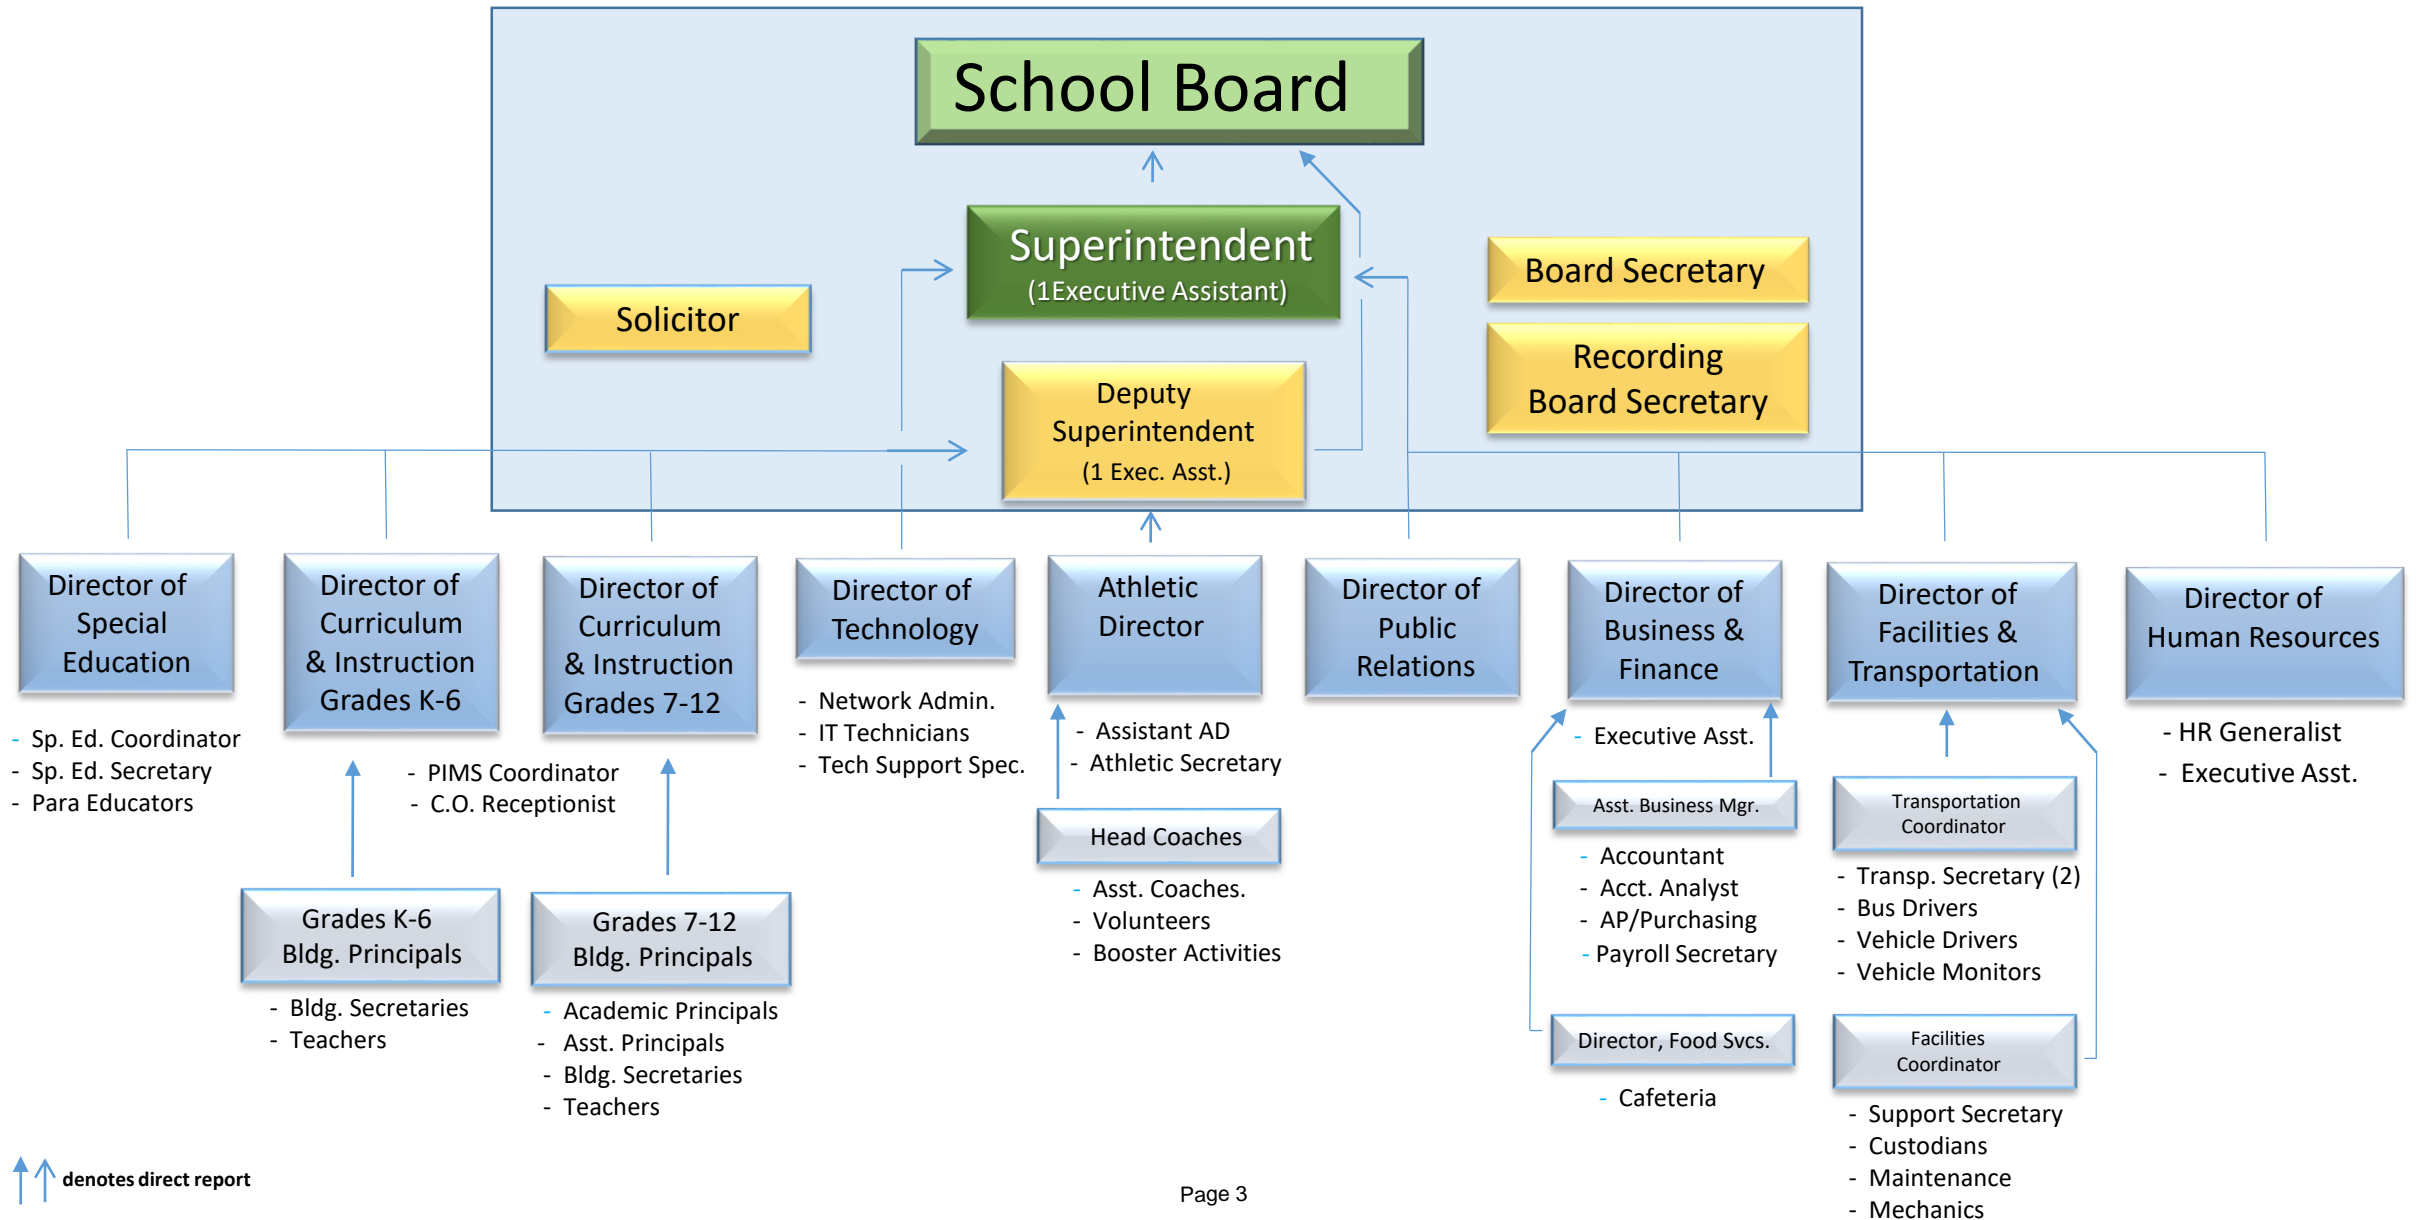 School Board
Superintendent
(1Executive Assistant)
Solicitor
Board Secretary
Recording
Board Secretary
Deputy
Superintendent
(1 Exec. Asst.)
Director of
Special
Education
- Sp. Ed. Coordinator
- Sp. Ed. Secretary
- Para Educators
Director of
Curriculum
& Instruction
Grades K-6
Director of
Curriculum
& Instruction
Grades 7-12
- PIMS Coordinator
- C.O. Receptionist
Grades K-6
Bldg. Principals
- Bldg. Secretaries
- Teachers
Grades 7-12
Bldg. Principals
- Academic Principals
- Asst. Principals
- Bldg. Secretaries
- Teachers
Director of
Technology
- Network Admin.
- IT Technicians
- Tech Support Spec.
Athletic
Director
- Assistant AD
- Athletic Secretary
Head Coaches
- Asst. Coaches.
- Volunteers
- Booster Activities
Director of
Public
Relations
Director of
Business &
Finance
- Executive Asst.
Asst. Business Mgr.
- Accountant
- Acct. Analyst
- AP/Purchasing
- Payroll Secretary
Director, Food Svcs.
- Cafeteria
Director of
Facilities &
Transportation
Transportation
Coordinator
- Transp. Secretary (2)
- Bus Drivers
- Vehicle Drivers
- Vehicle Monitors
Facilities
Coordinator
- Support Secretary
- Custodians
- Maintenance
- Mechanics
Director of
Human Resources
- HR Generalist
- Executive Asst.
denotes direct report
Page 3